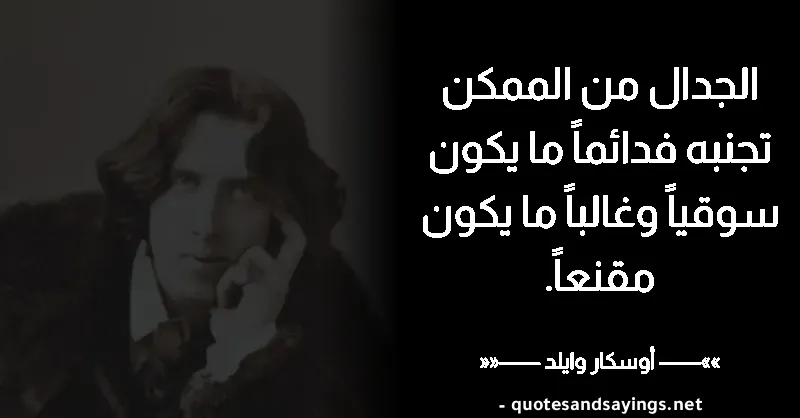 الجدال من الممكن
تجنبه فدائماً ما يكون
سوقياً وغالباً ما يكون
مقنعاً.
»»—— أوسكار وايلد ——««
- quotesandsayings.net